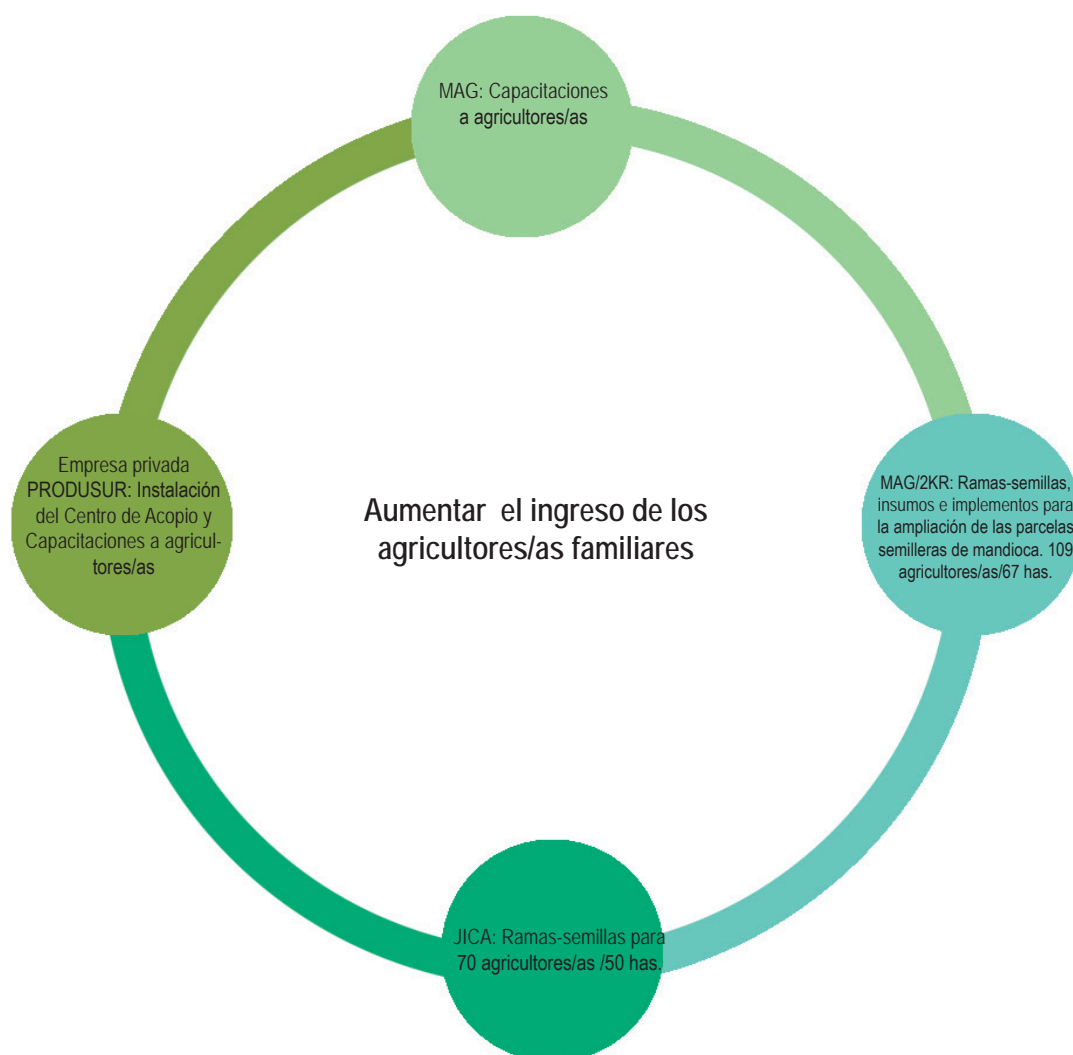 MAG: Capacitaciones
a agricultores/as
Empresa privada
PRODUSUR: Instalación
del Centro de Acopio y
Capacitaciones a agricul-
tores/as
Aumentar el ingreso de los
agricultores/as familiares
MAG/2KR: Ramas-semillas,
insumos e implementos para
la ampliación de las parcelas
semilleras de mandioca. 109
agricultores/as/67 has.
JICA: Ramas-semillas para
70 agricultores/as /50 has.